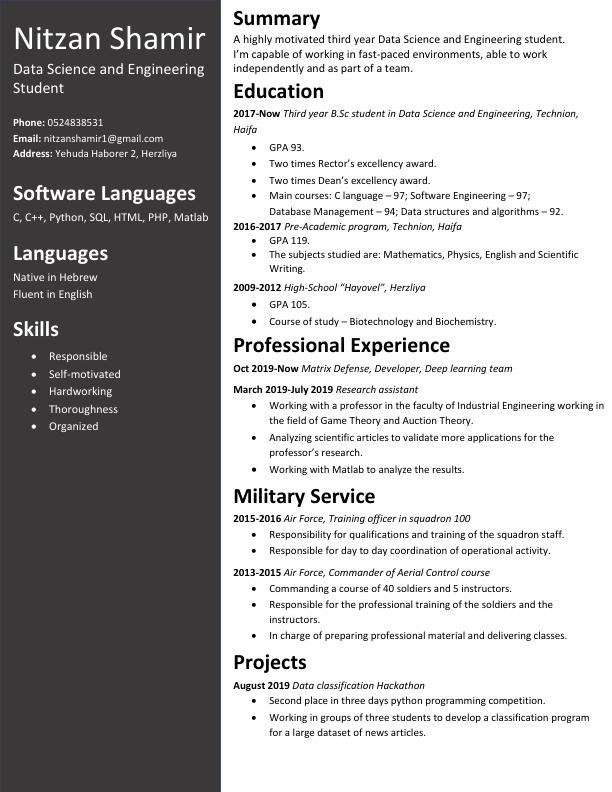 Nitzan Shamir
Data Science and Engineering
Student
Phone: 0524838531
Email: nitzanshamir1@gmail.com
Address: Yehuda Haborer 2, Herzliya
Software Languages
C, C++, Python, SQL, HTML, PHP, Matlab
Languages
Native in Hebrew
Fluent in English
Skills
• Responsible
• Self-motivated
• Hardworking
• Thoroughness
• Organized
Summary
A highly motivated third year Data Science and Engineering student.
I'm capable of working in fast-paced environments, able to work
independently and as part of a team.
Education
2017-Now Third year B.Sc student in Data Science and Engineering, Technion,
Haifa
• GPA 93.
• Two times Rector's excellency award.
• Two times Dean's excellency award.
• Main courses: C language – 97; Software Engineering – 97;
Database Management – 94; Data structures and algorithms – 92.
2016-2017 Pre-Academic program, Technion, Haifa
• GPA 119.
• The subjects studied are: Mathematics, Physics, English and Scientific
Writing.
2009-2012 High-School “Hayovel”, Herzliya
• GPA 105.
• Course of study – Biotechnology and Biochemistry.
Professional Experience
Oct 2019-Now Matrix Defense, Developer, Deep learning team
March 2019-July 2019 Research assistant
• Working with a professor in the faculty of Industrial Engineering working in
the field of Game Theory and Auction Theory.
• Analyzing scientific articles to validate more applications for the
professor's research.
• Working with Matlab to analyze the results.
Military Service
2015-2016 Air Force, Training officer in squadron 100
• Responsibility for qualifications and training of the squadron staff.
• Responsible for day to day coordination of operational activity.
2013-2015 Air Force, Commander of Aerial Control course
• Commanding a course of 40 soldiers and 5 instructors.
• Responsible for the professional training of the soldiers and the
instructors.
• In charge of preparing professional material and delivering classes.
Projects
August 2019 Data classification Hackathon
• Second place in three days python programming competition.
• Working in groups of three students to develop a classification program
for a large dataset of news articles.